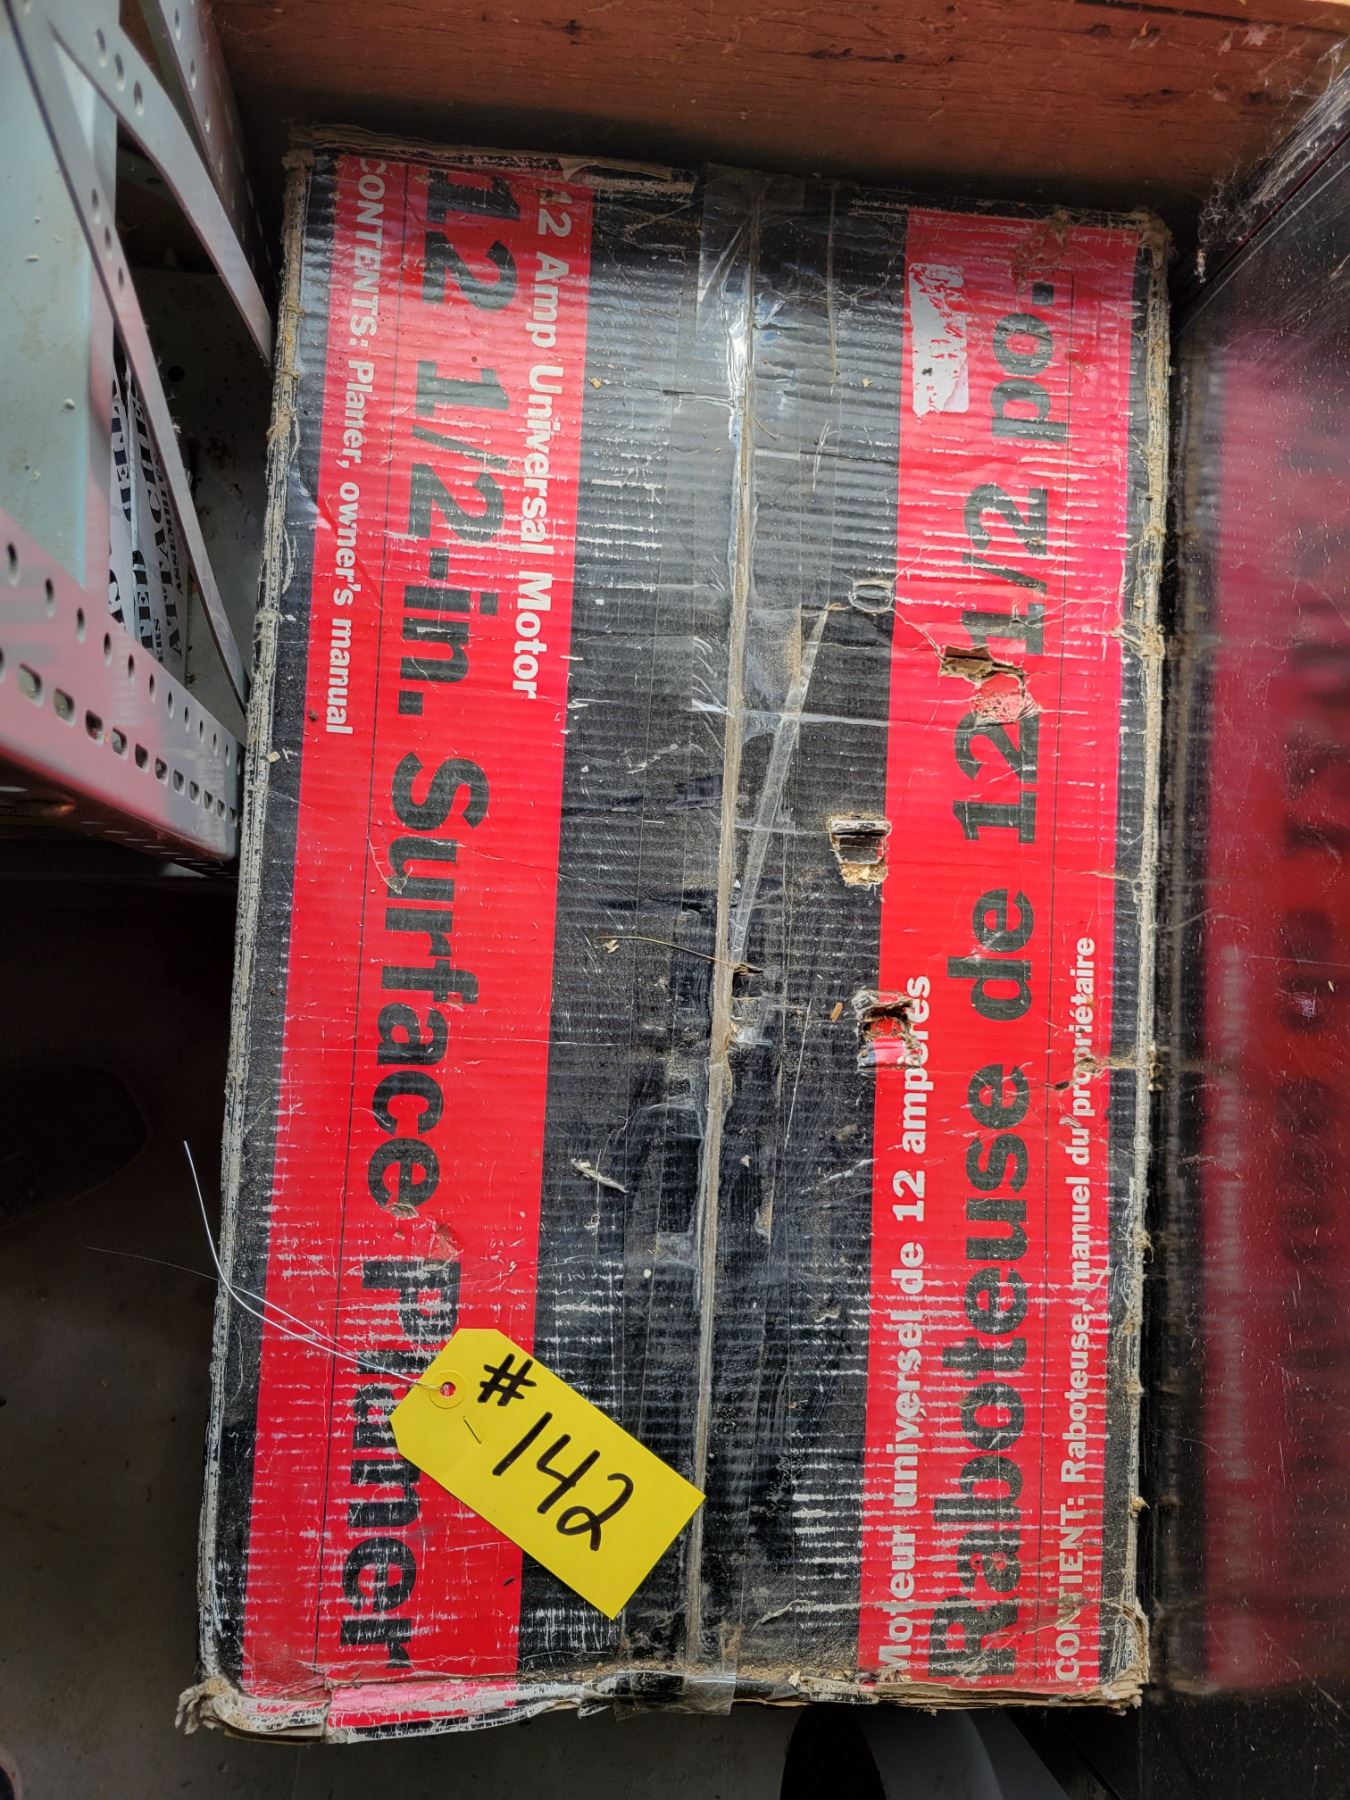 12 Amp Universal Motor
12 1/2-in. Surface Planer
CONTENTS: Planer, owner's manual
Raboteuse de 12 1/2 po
Moteur universel de 12 ampères
CONTIENT: Raboteuse, manuel du propriétaire
# 142